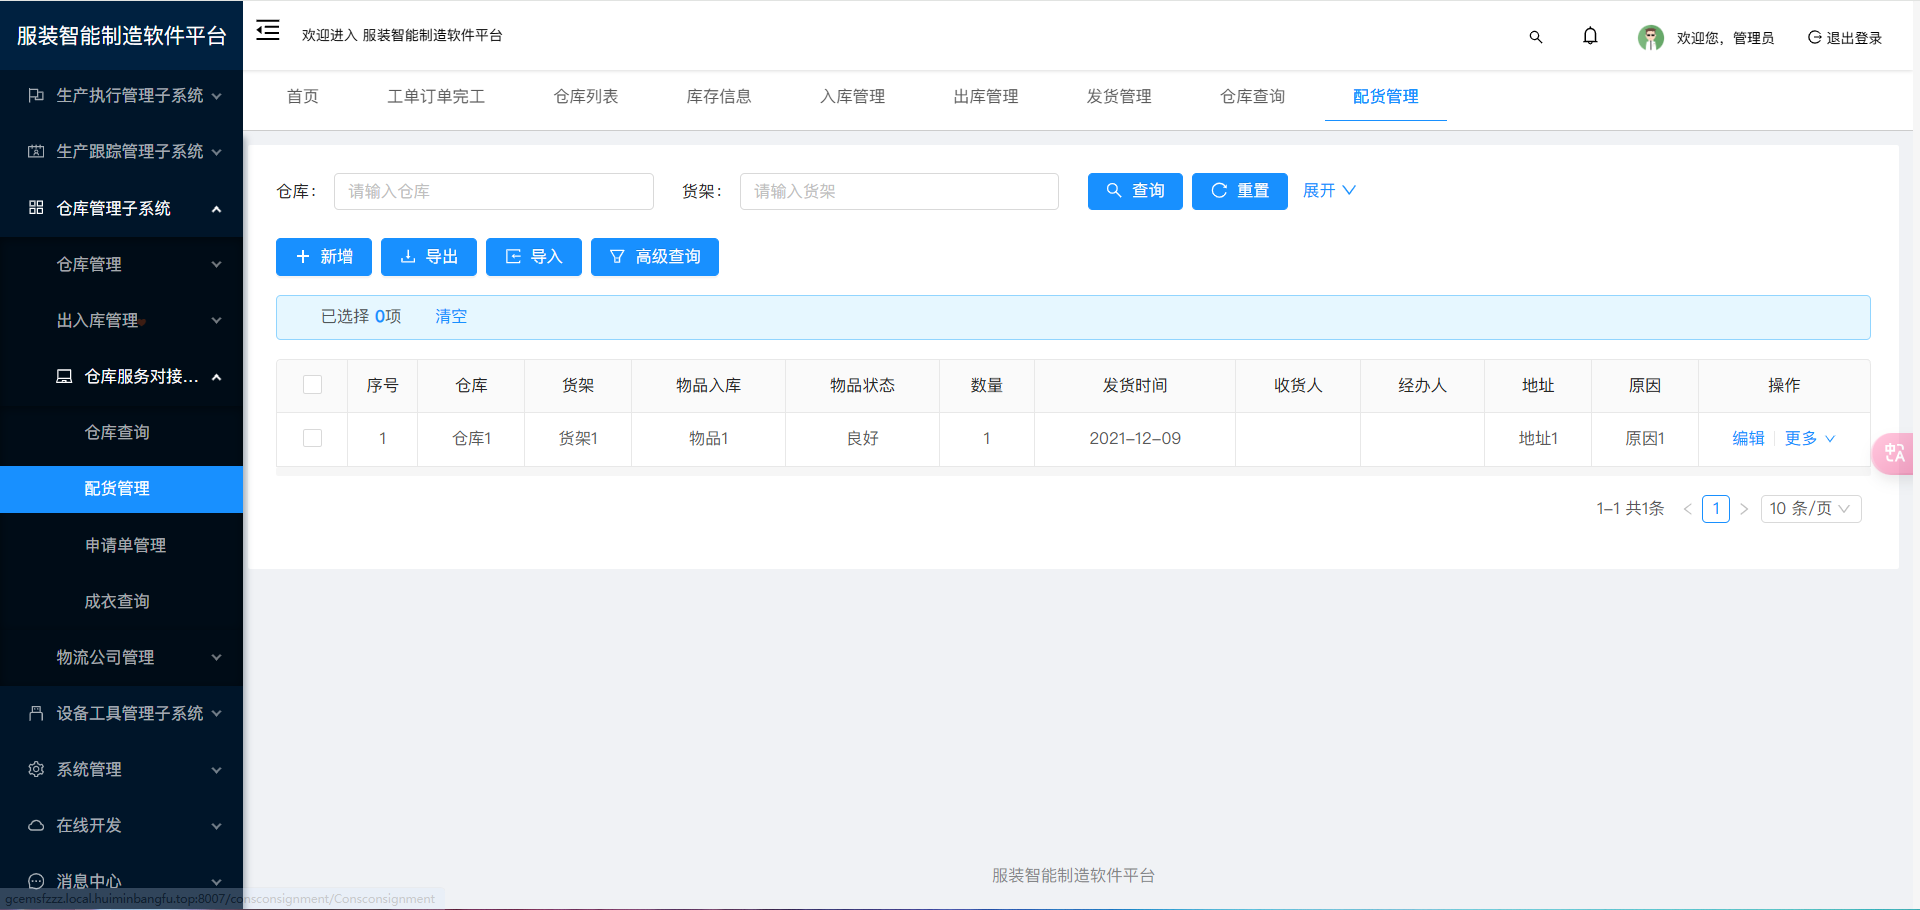 服装智能制造软件平台
欢迎进入 服装智能制造软件平台
欢迎您，管理员
退出登录
生产执行管理子系统
生产跟踪管理子系统
仓库管理子系统
仓库管理
出入库管理
仓库服务对接...
仓库查询
配货管理
申请单管理
成衣查询
物流公司管理
设备工具管理子系统
系统管理
在线开发
消息中心
gcemsfzzz.local.huiminbangfu.top:8007/consconsignment/Consconsignment
首页 工单订单完工 仓库列表 库存信息 入库管理 出库管理 发货管理 仓库查询 配货管理
仓库： 请输入仓库 货架： 请输入货架 查询 重置 展开
新增 导出 导入 高级查询
已选择 0项 清空
序号 仓库 货架 物品入库 物品状态 数量 发货时间 收货人 经办人 地址 原因 操作
1 仓库1 货架1 物品1 良好 1 2021-12-09 地址1 原因1 编辑 更多
1-1 共1条 < 1 > 10 条/页
中A
服装智能制造软件平台